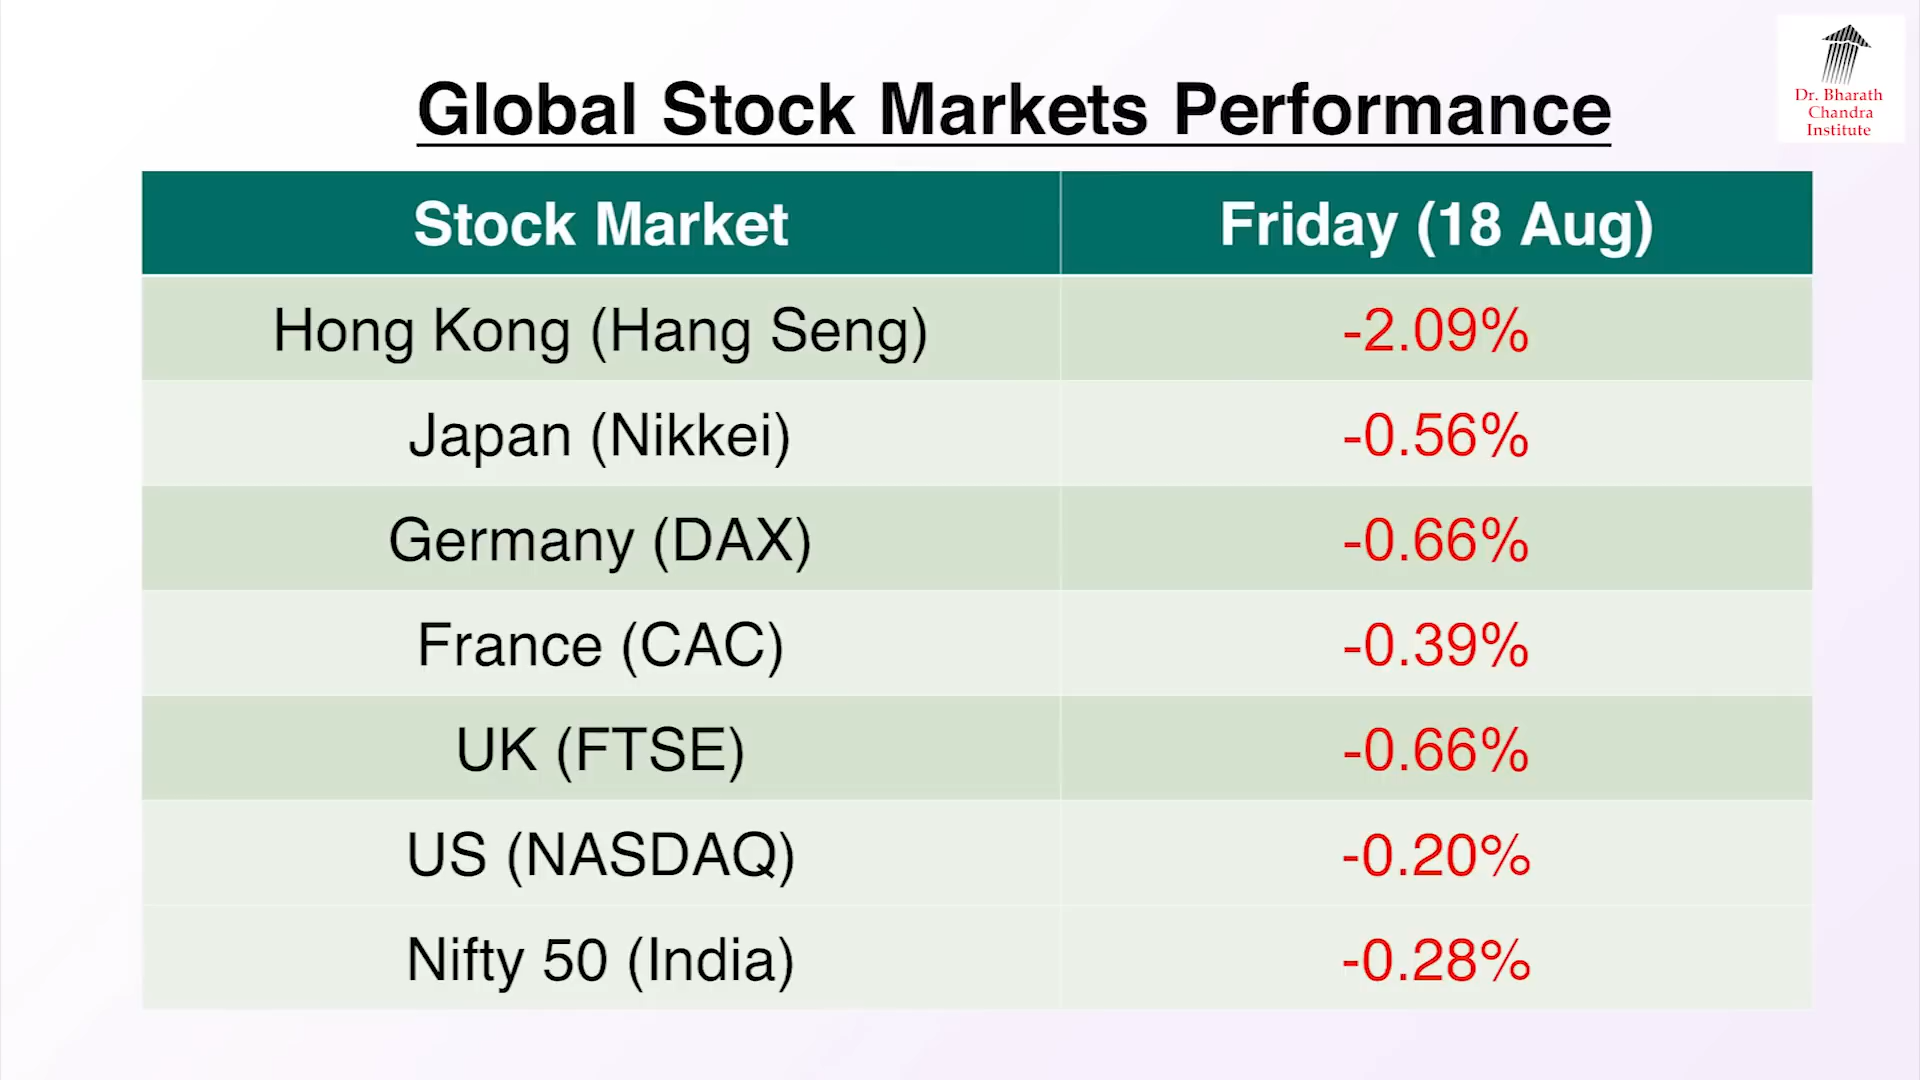 Dr. Bharath
Chandra
Institute
Global Stock Markets Performance
Stock Market Friday (18 Aug)
Hong Kong (Hang Seng) -2.09%
Japan (Nikkei) -0.56%
Germany (DAX) -0.66%
France (CAC) -0.39%
UK (FTSE) -0.66%
US (NASDAQ) -0.20%
Nifty 50 (India) -0.28%